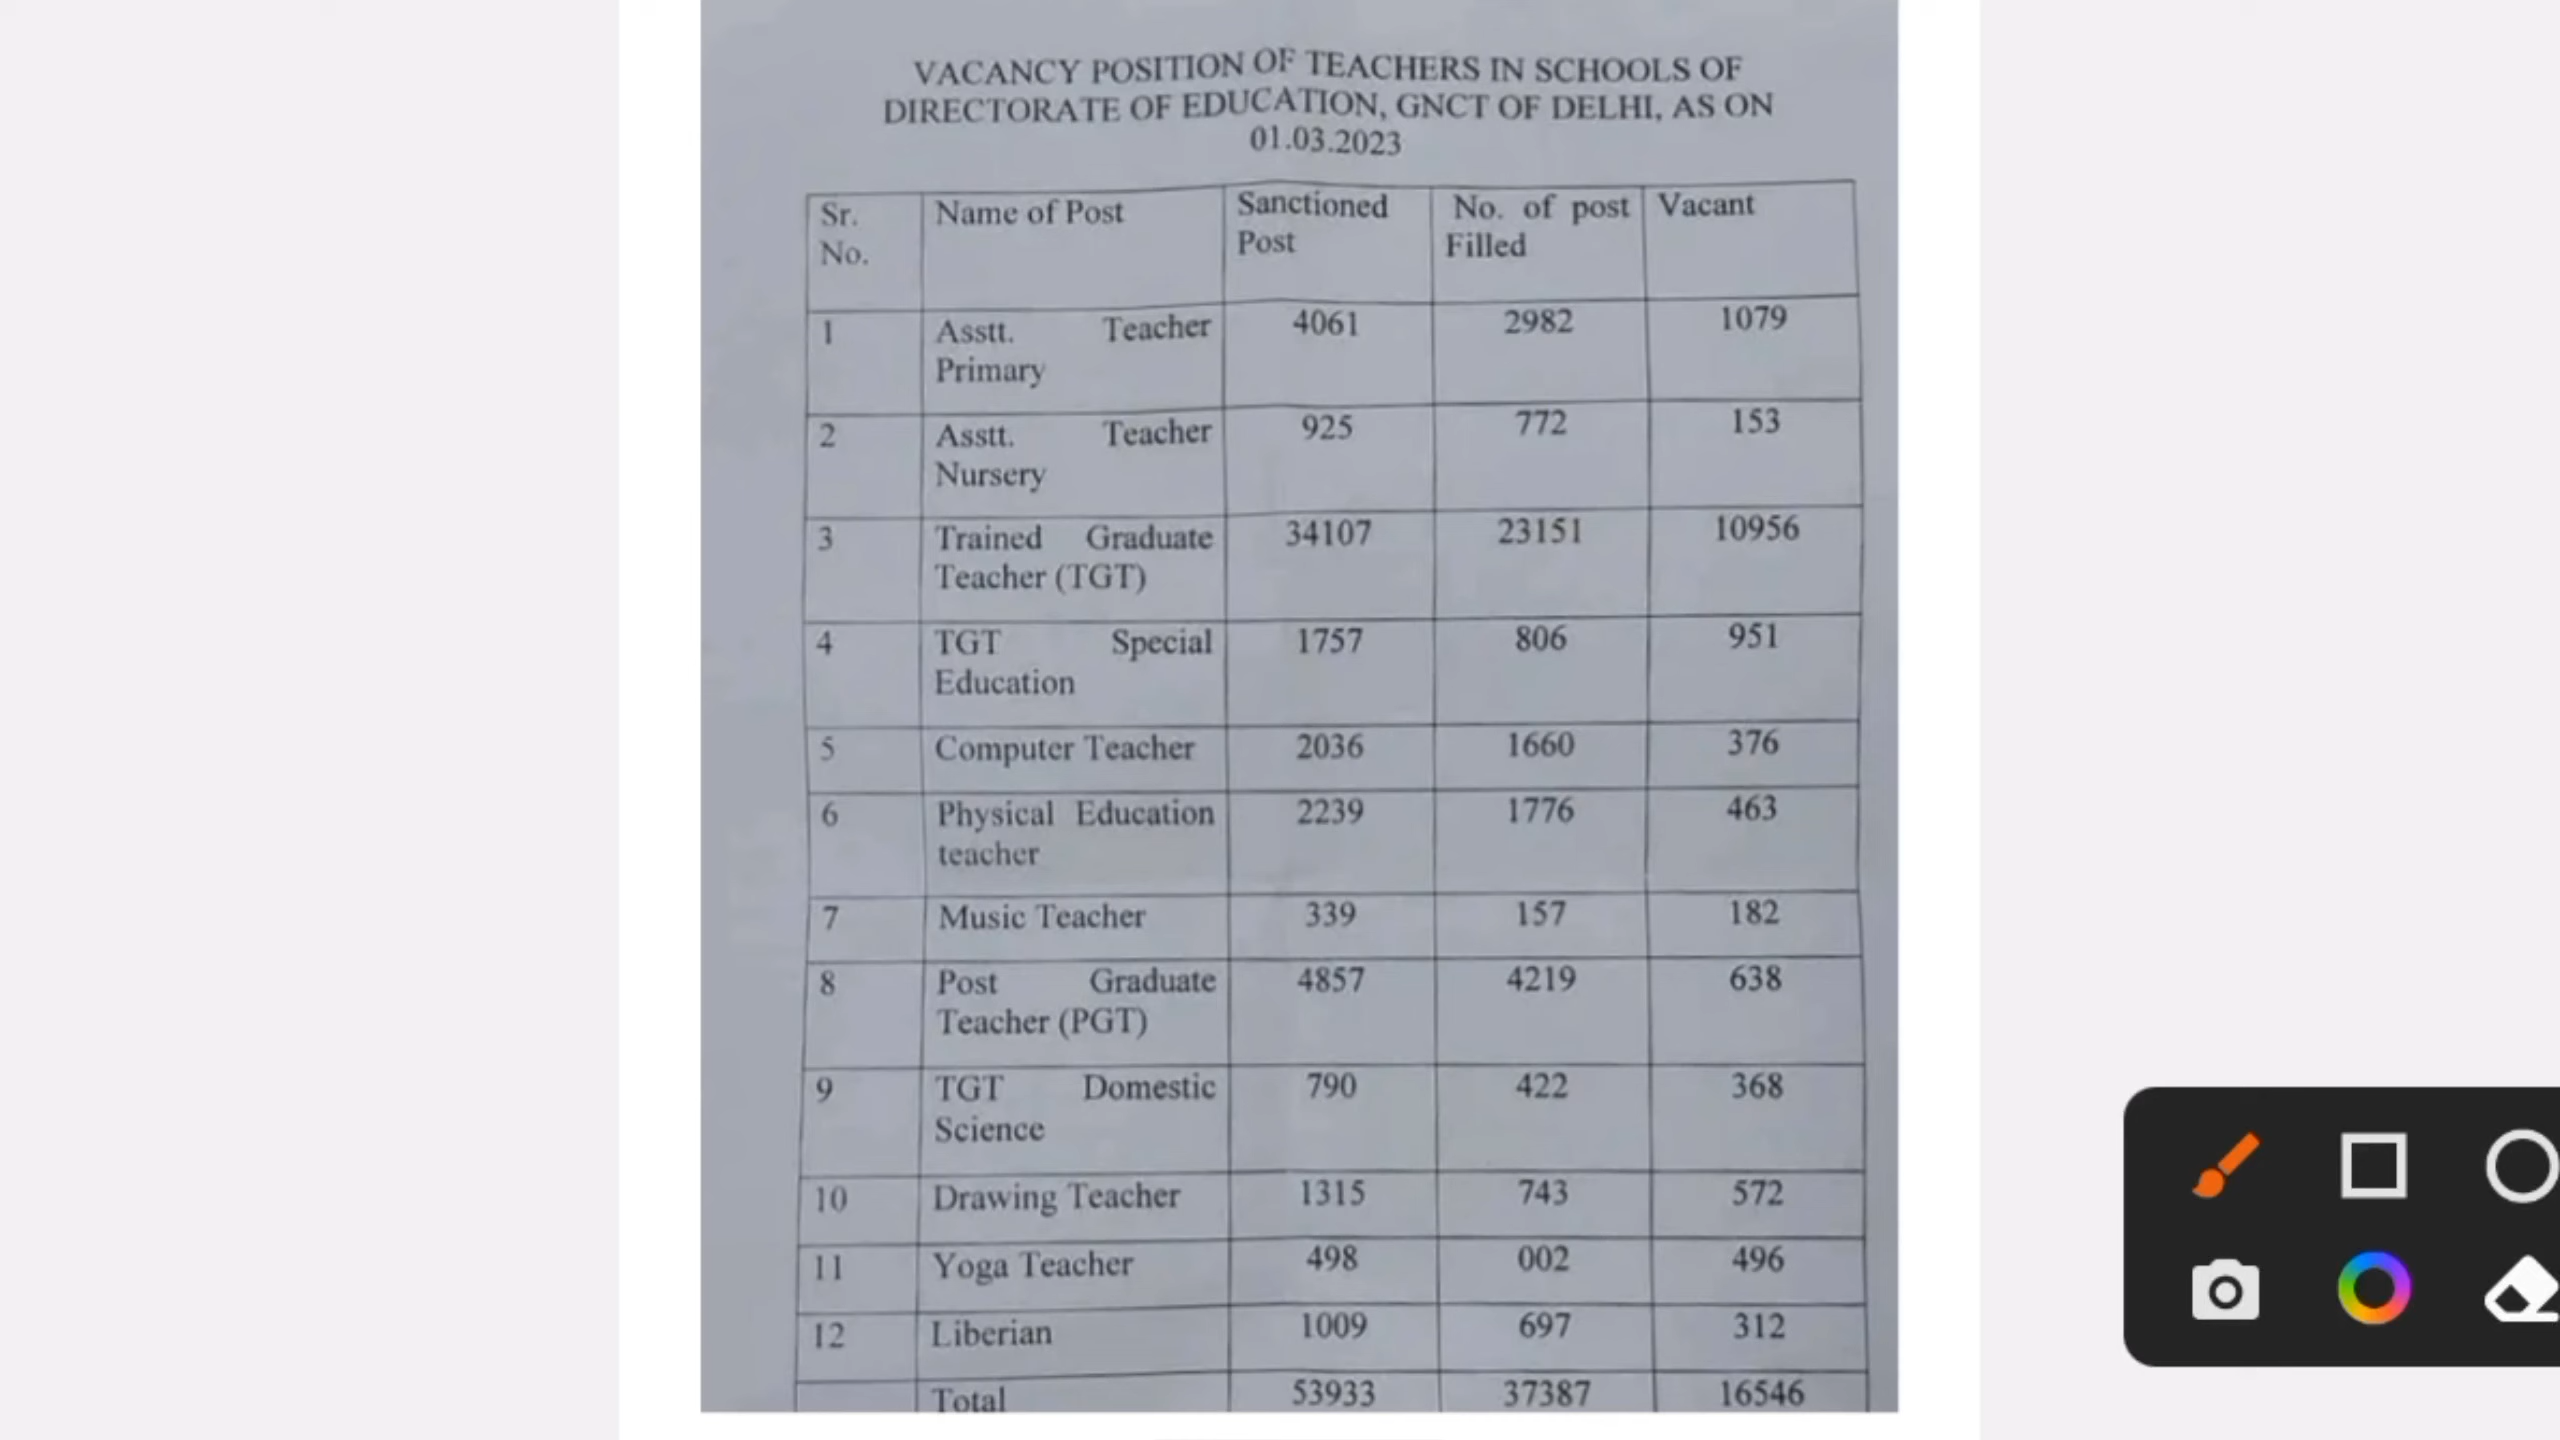 VACANCY POSITION OF TEACHERS IN SCHOOLS OF
DIRECTORATE OF EDUCATION, GNCT OF DELHI, AS ON
01.03.2023
Sr. No. Name of Post Sanctioned Post No. of post Filled Vacant
1 Asstt. Teacher Primary 4061 2982 1079
2 Asstt. Teacher Nursery 925 772 153
3 Trained Graduate Teacher (TGT) 34107 23151 10956
4 TGT Special Education 1757 806 951
5 Computer Teacher 2036 1660 376
6 Physical Education teacher 2239 1776 463
7 Music Teacher 339 157 182
8 Post Graduate Teacher (PGT) 4857 4219 638
9 TGT Domestic Science 790 422 368
10 Drawing Teacher 1315 743 572
11 Yoga Teacher 498 002 496
12 Liberian 1009 697 312
Total 53933 37387 16546